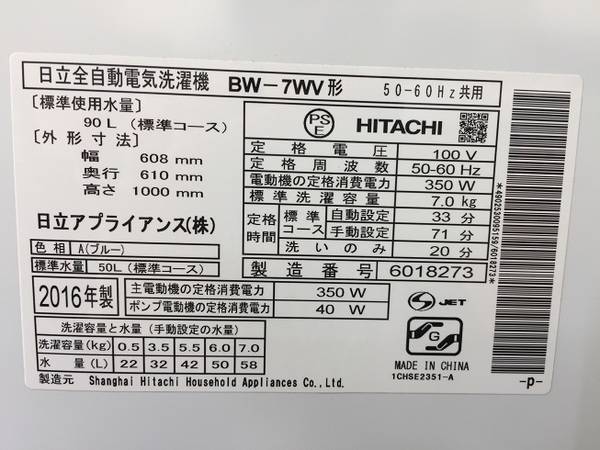 日立全自動電気洗濯機 BW-7WV形 50-60Hz共用
[標準使用水量]
90L (標準コース)
[外形寸法]
幅 608 mm
奥行 610 mm
高さ 1000 mm
日立アプライアンス(株)
色相 A(ブルー)
標準水量 50L (標準コース)
PSE HITACHI
定格電圧 100 V
定格周波数 50-60 Hz
電動機の定格消費電力 350 W
標準洗濯容量 7.0 kg
定格時間 標準コース 自動設定 33 分
手動設定 71 分
洗いのみ 20 分
製造番号 6018273
2016年製
主電動機の定格消費電力 350 W
ポンプ電動機の定格消費電力 40 W
S JET
洗濯容量と水量 (手動設定の水量)
洗濯容量(kg) 0.5 3.5 5.5 6.0 7.0
水量(L) 22 32 42 50 58
製造元 Shanghai Hitachi Household Appliances Co., Ltd.
MADE IN CHINA
1CHSE2351-A
-p-